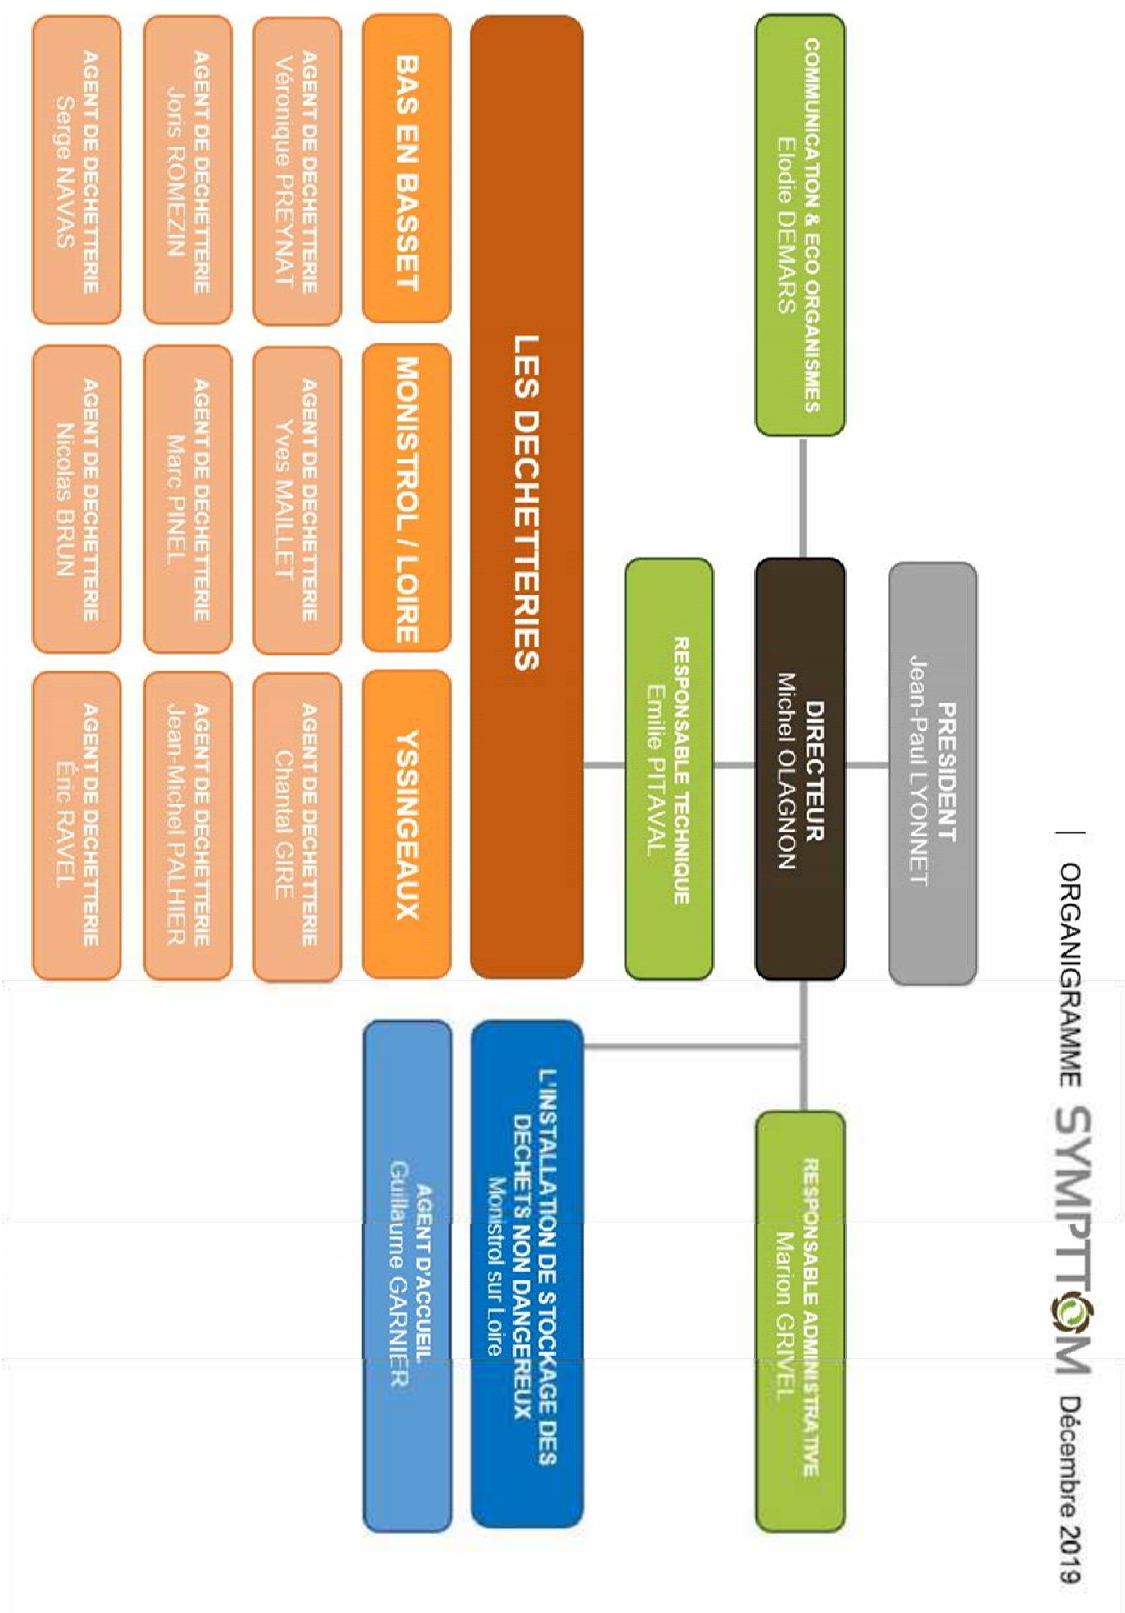 ORGANIGRAMME SYMPTTOM Décembre 2019
PRESIDENT
Jean-Paul LYONNET
COMMUNICATION & ECO ORGANISMES
Elodie DEMARS
DIRECTEUR
Michel OLAGNON
RESPONSABLE ADMINISTRATIVE
Marion GRIVEL
RESPONSABLE TECHNIQUE
Emilie PITAVAL
LES DECHETTERIES
L'INSTALLATION DE STOCKAGE DES
DECHETS NON DANGEREUX
Monistrol sur Loire
BAS EN BASSET
MONISTROL / LOIRE
YSSINGEAUX
AGENT D'ACCUEIL
Guillaume GARNIER
AGENT DE DECHETTERIE
Véronique PREYNAT
AGENT DE DECHETTERIE
Yves MAILLET
AGENT DE DECHETTERIE
Chantal GIRE
AGENT DE DECHETTERIE
Joris ROMEZIN
AGENT DE DECHETTERIE
Marc PINEL
AGENT DE DECHETTERIE
Jean-Michel PALHIER
AGENT DE DECHETTERIE
Serge NAVAS
AGENT DE DECHETTERIE
Nicolas BRUN
AGENT DE DECHETTERIE
Éric RAVEL